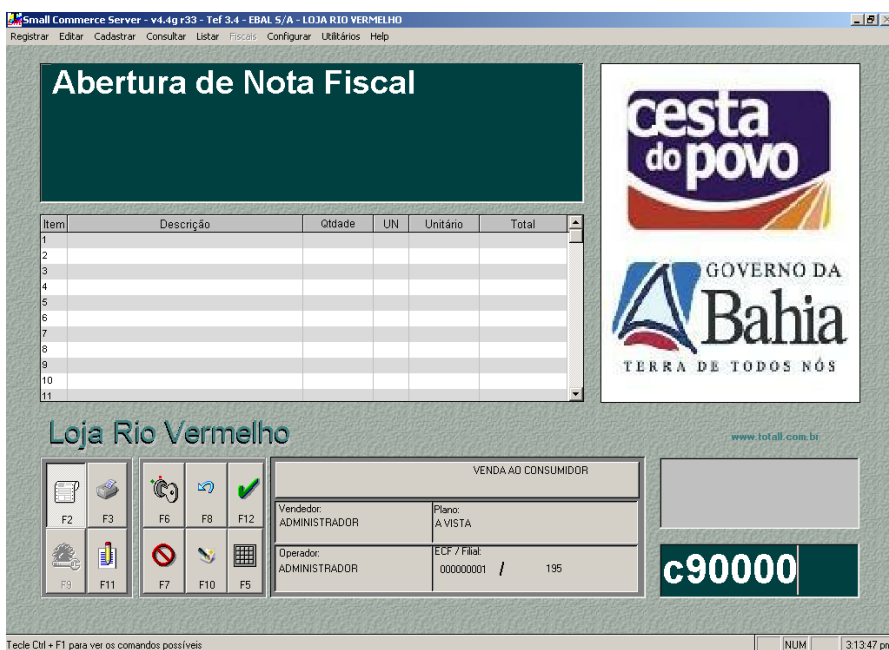 Small Commerce Server - v4.4g r33 - Tef 3.4 - EBAL S/A - LOJA RIO VERMELHO
Registrar Editar Cadastrar Consultar Listar Fiscais Configurar Utilitários Help
Abertura de Nota Fiscal
cesta
do povo
Item Descrição Qtdade UN Unitário Total
1
2
3
4
5
6
7
8
9
10
11
GOVERNO DA
Bahia
TERRA DE TODOS NÓS
Loja Rio Vermelho
www.totall.com.br
F2 F3 F6 F8 F12
F9 F11 F7 F10 F5
VENDA AO CONSUMIDOR
Vendedor: Plano:
ADMINISTRADOR A VISTA
Operador: ECF / Filial:
ADMINISTRADOR 000000001 / 195
c90000
Tecle Ctrl + F1 para ver os comandos possíveis NUM 3:13:47 pm